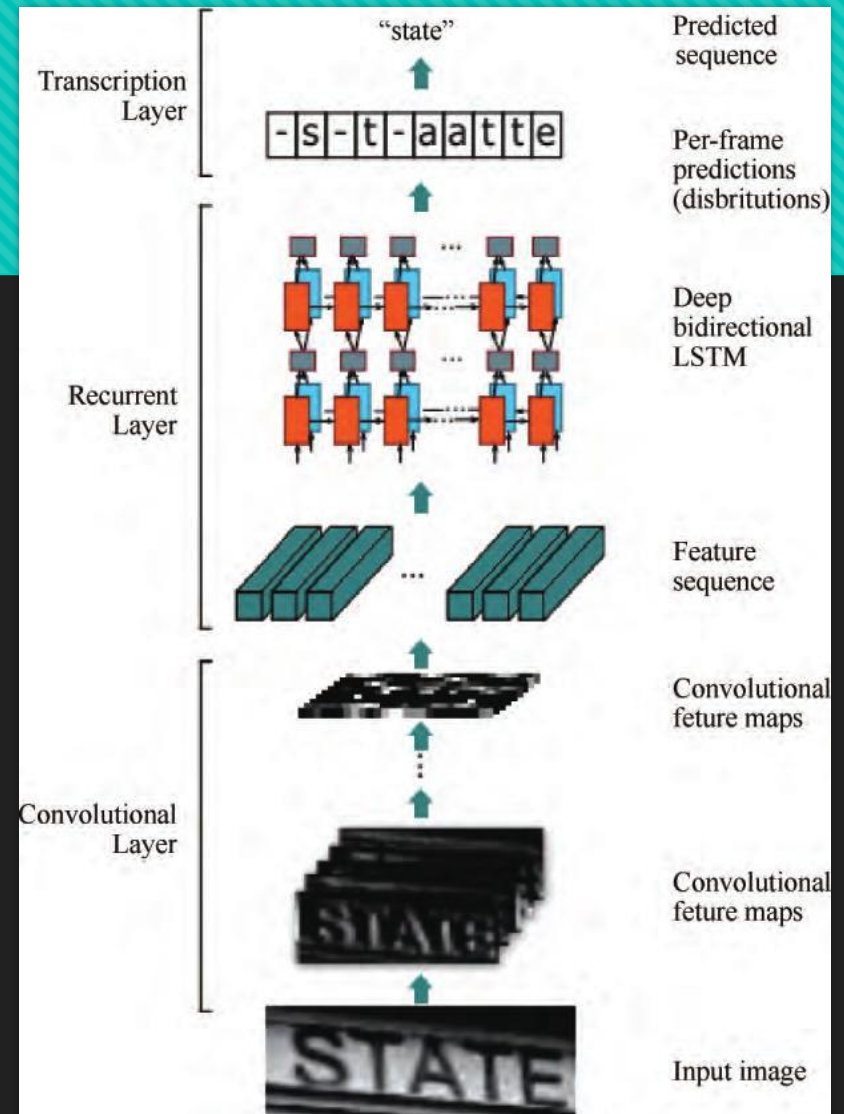 “state”
Predicted
sequence
Transcription
Layer
-s-t-aatte
Per-frame
predictions
(disbritutions)
...
Deep
bidirectional
LSTM
Recurrent
Layer
Feature
sequence
...
Convolutional
feture maps
Convolutional
Layer
STATE
Convolutional
feture maps
STATE
Input image